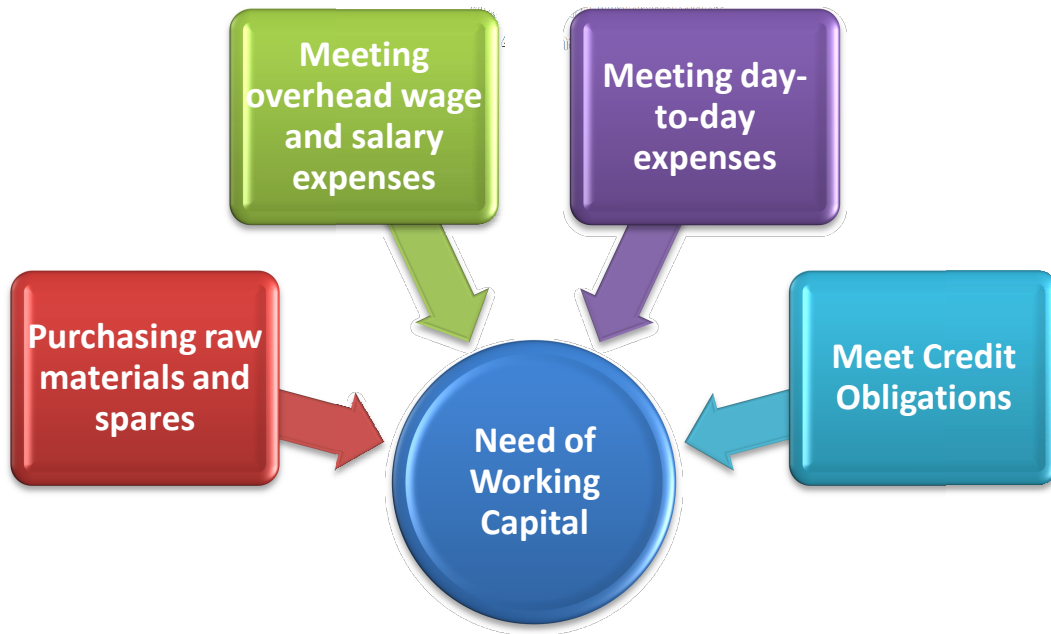 Meeting
overhead wage
and salary
expenses
Meeting day-
to-day
expenses
Purchasing raw
materials and
spares
Meet Credit
Obligations
Need of
Working
Capital